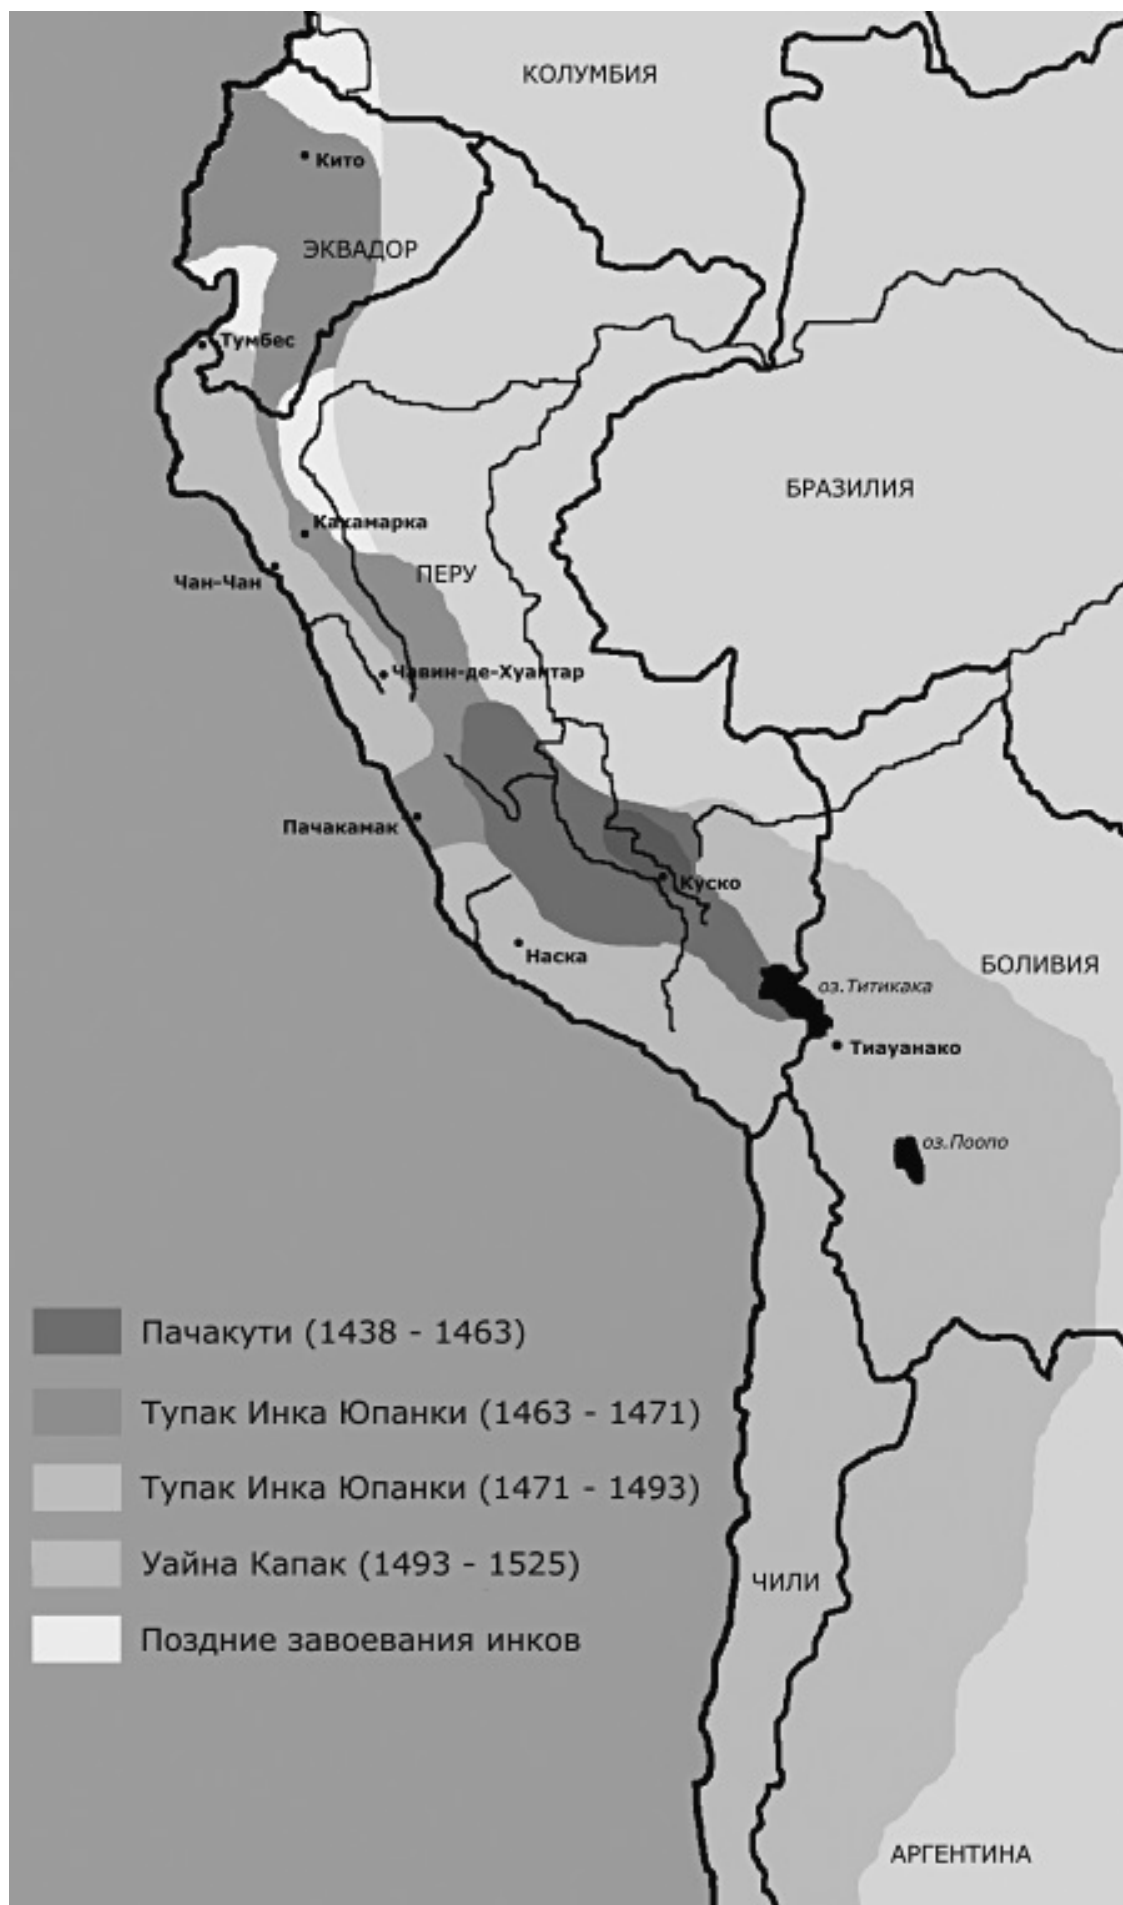 КОЛУМБИЯ
Кито
ЭКВАДОР
Тумбес
БРАЗИЛИЯ
Кахамарка
ПЕРУ
Чан-Чан
Чавин-де-Хуантар
Пачакамак
Куско
Наска
БОЛИВИЯ
оз.Титикака
Тиауанако
оз.Поопо
Пачакути (1438 - 1463)
Тупак Инка Юпанки (1463 - 1471)
Тупак Инка Юпанки (1471 - 1493)
Уайна Капак (1493 - 1525)
ЧИЛИ
Поздние завоевания инков
АРГЕНТИНА